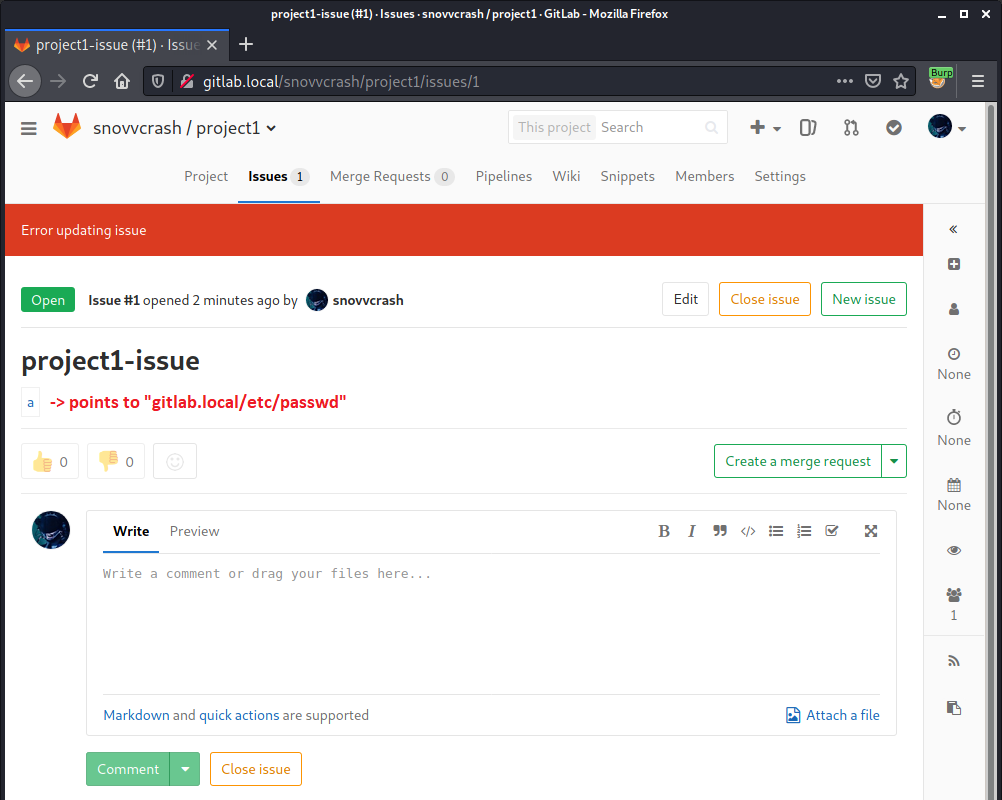 project1-issue (#1) · Issues · snovvcrash / project1 · GitLab - Mozilla Firefox
project1-issue (#1) · Issue
gitlab.local/snovvcrash/project1/issues/1
Burp
snovvcrash / project1
This project Search
Project Issues 1 Merge Requests 0 Pipelines Wiki Snippets Members Settings
Error updating issue
Open Issue #1 opened 2 minutes ago by snovvcrash
Edit Close issue New issue
project1-issue
None
a -> points to "gitlab.local/etc/passwd"
None
0 0
Create a merge request
None
Write Preview
B I
Write a comment or drag your files here...
1
Markdown and quick actions are supported
Attach a file
Comment Close issue